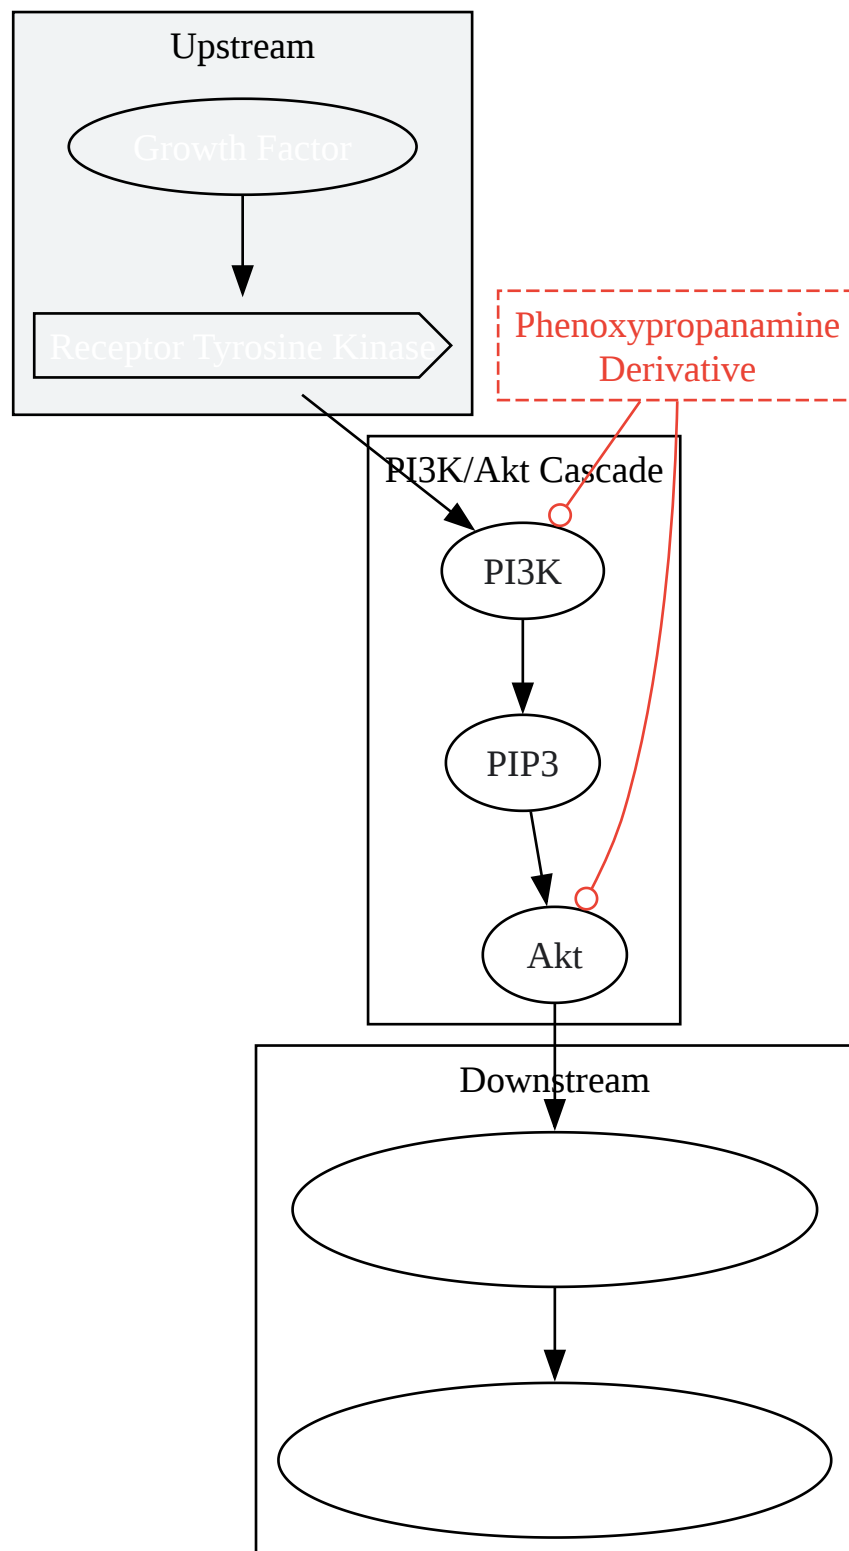 Upstream
Growth Factor
Receptor Tyrosine Kinase
Phenoxypropanamine
Derivative
PI3K/Akt Cascade
PI3K
PIP3
Akt
Downstream